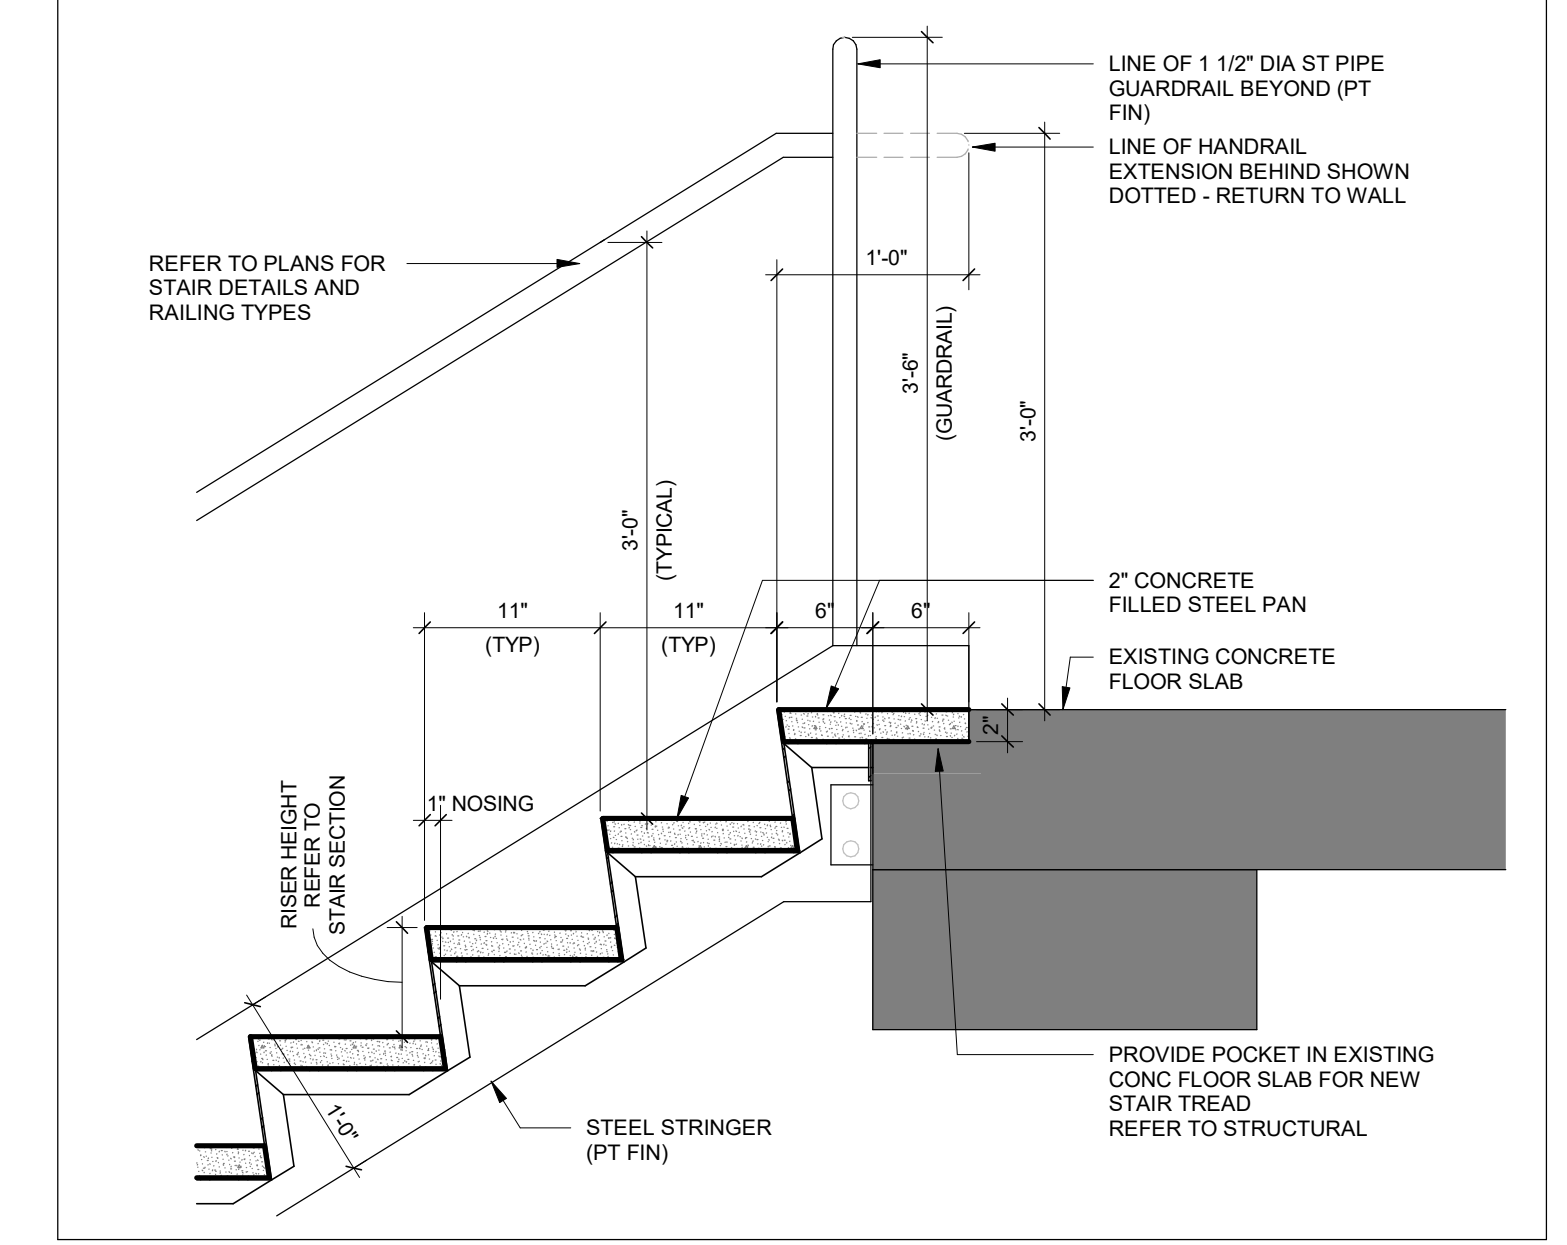 LINE OF 1 1/2" DIA ST PIPE
GUARDRAIL BEYOND (PT
FIN)
LINE OF HANDRAIL
EXTENSION BEHIND SHOWN
DOTTED - RETURN TO WALL
REFER TO PLANS FOR
STAIR DETAILS AND
RAILING TYPES
1'-0"
3'-6"
(GUARDRAIL)
3'-0"
3'-0"
(TYPICAL)
2" CONCRETE
FILLED STEEL PAN
11"
(TYP)
11"
(TYP)
6"
6"
EXISTING CONCRETE
FLOOR SLAB
2"
1" NOSING
RISER HEIGHT
REFER TO
STAIR SECTION
1'-0"
STEEL STRINGER
(PT FIN)
PROVIDE POCKET IN EXISTING
CONC FLOOR SLAB FOR NEW
STAIR TREAD
REFER TO STRUCTURAL